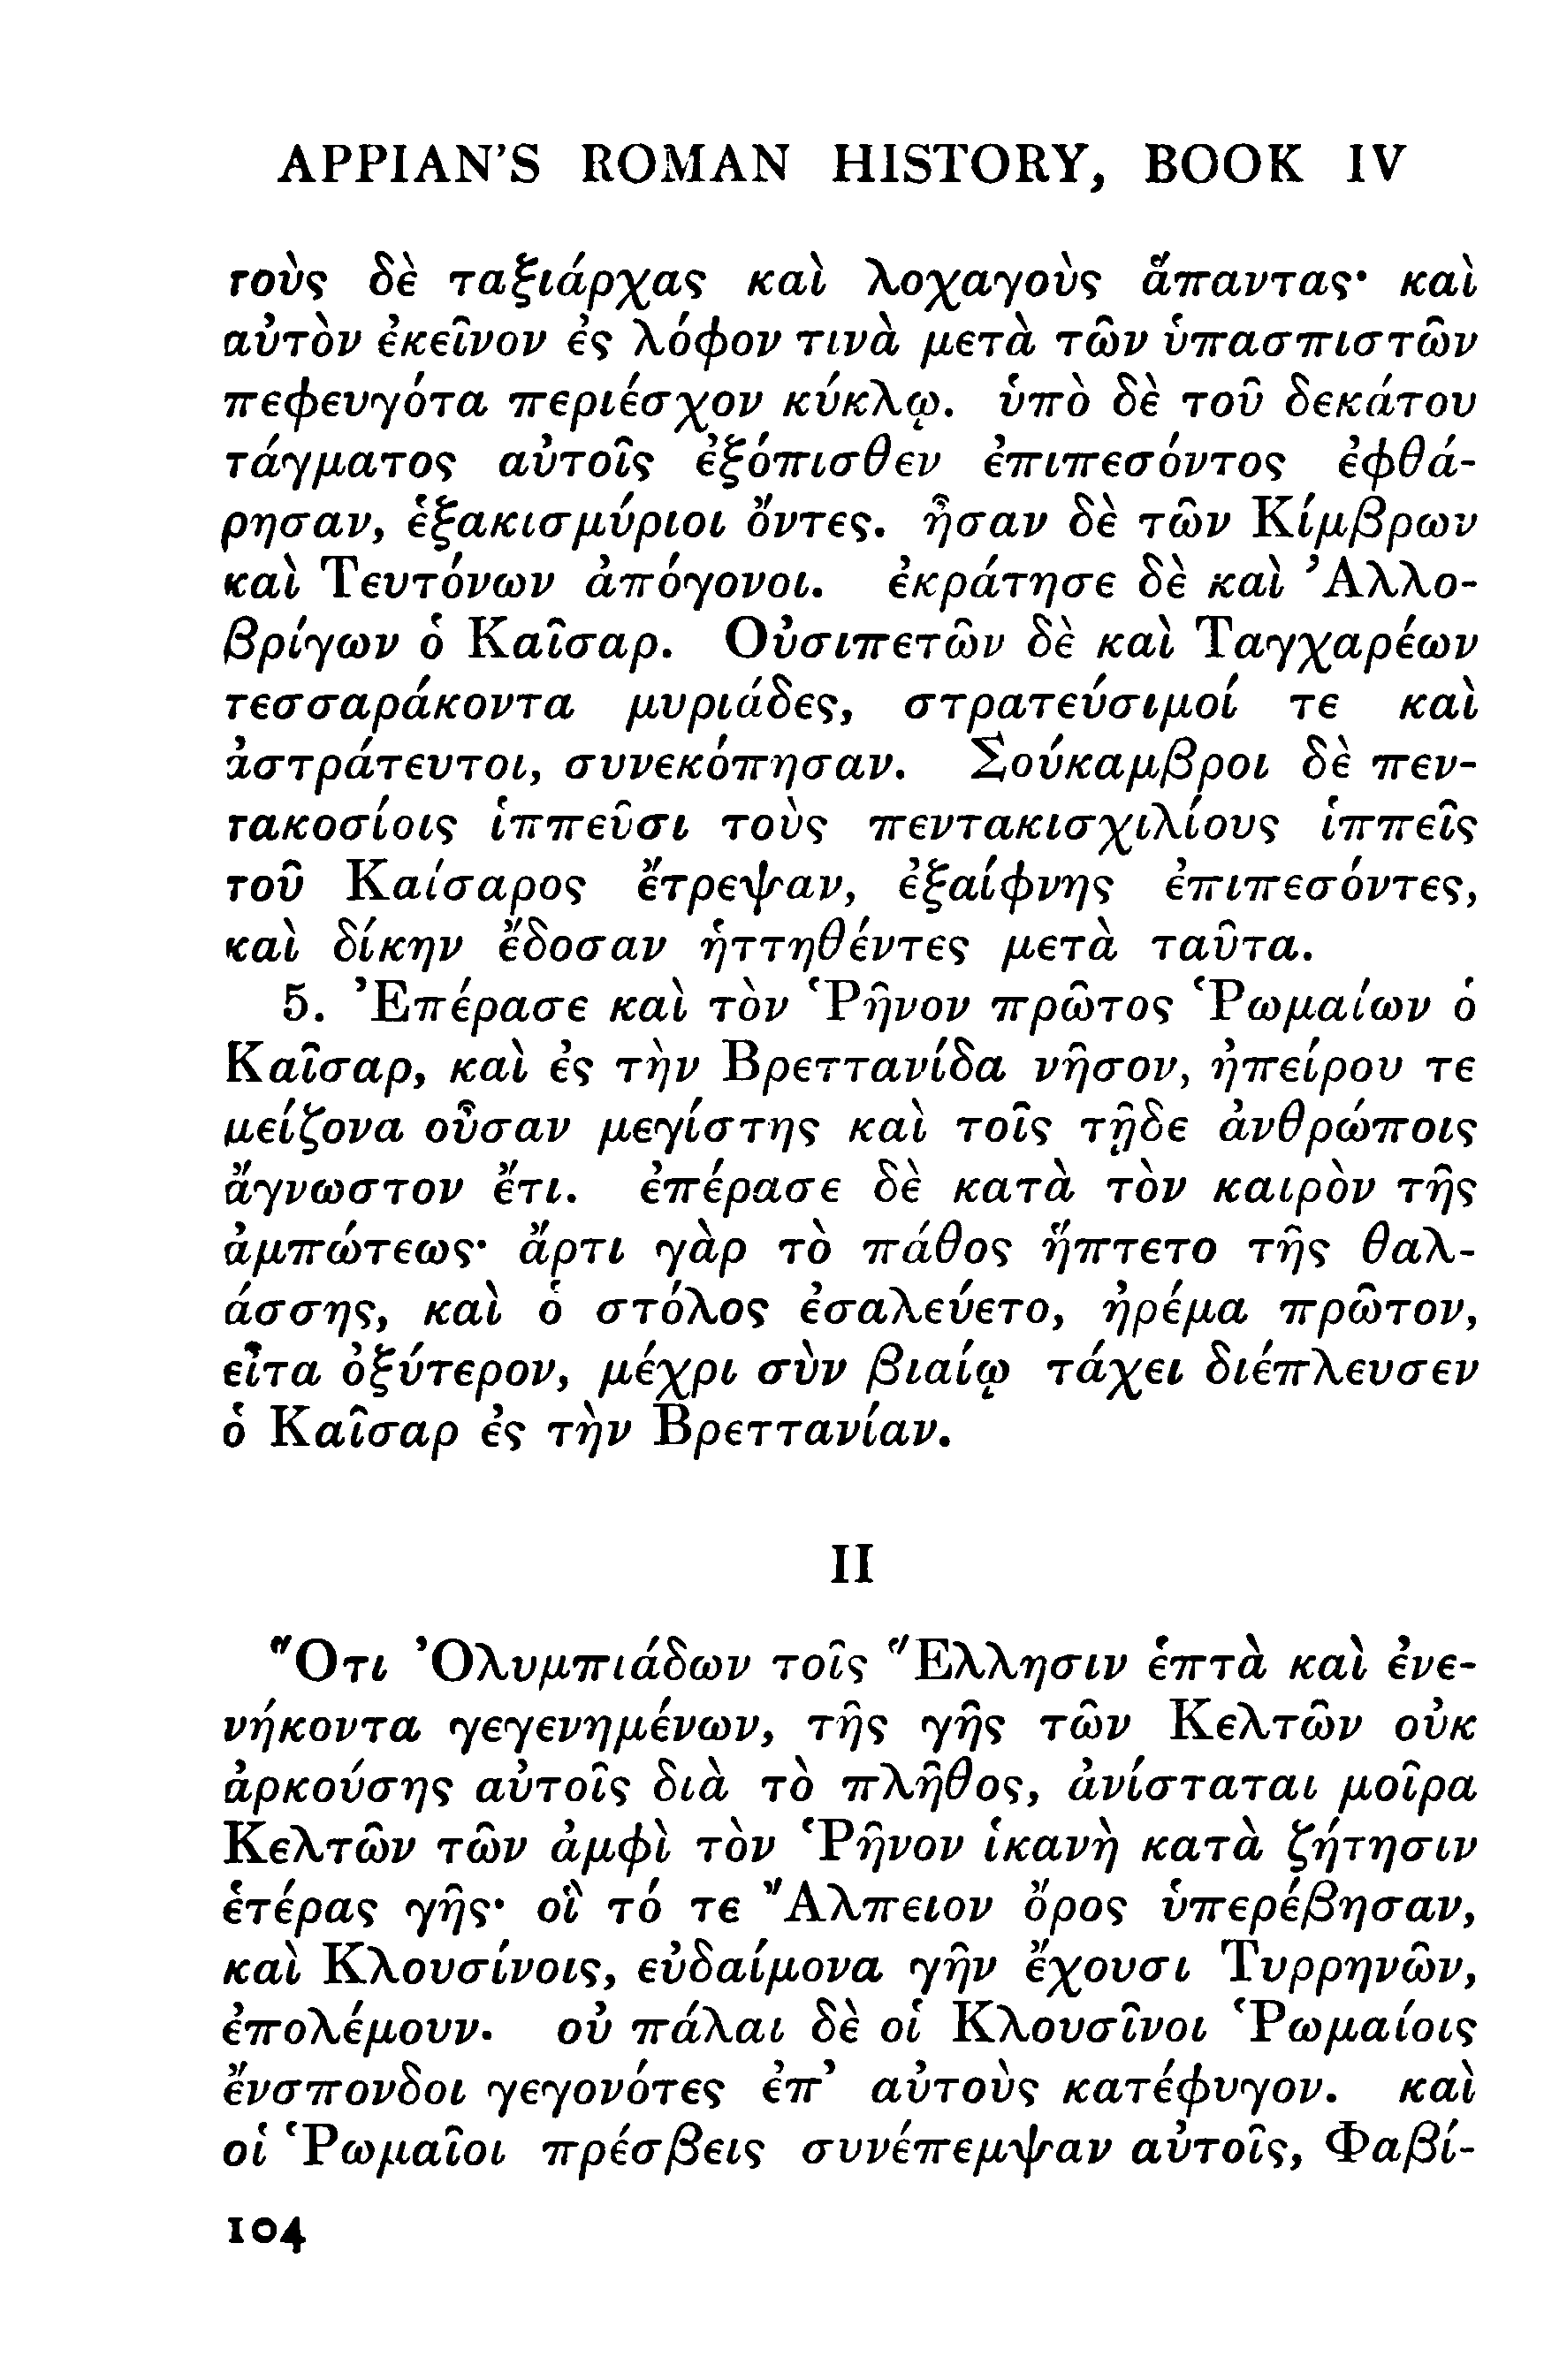 APPIAN'S ROMAN HISTORY, BOOK IV
τοὺς δὲ ταξιάρχας καὶ λοχαγοὺς ἅπαντας· καὶ
αὐτὸν ἐκεῖνον ἐς λόφον τινὰ μετὰ τῶν ὑπασπιστῶν
πεφευγότα περιέσχον κύκλῳ. ὑπὸ δὲ τοῦ δεκάτου
τάγματος αὐτοῖς ἐξόπισθεν ἐπιπεσόντος ἐφθά-
ρησαν, ἑξακισμύριοι ὄντες. ἦσαν δὲ τῶν Κίμβρων
καὶ Τευτόνων ἀπόγονοι. ἐκράτησε δὲ καὶ Ἀλλο-
βρίγων ὁ Καῖσαρ. Οὐσιπετῶν δὲ καὶ Ταγχαρέων
τεσσαράκοντα μυριάδες, στρατεύσιμοί τε καὶ
ἀστράτευτοι, συνεκόπησαν. Σούκαμβροι δὲ πεν-
τακοσίοις ἱππεῦσι τοὺς πεντακισχιλίους ἱππεῖς
τοῦ Καίσαρος ἔτρεψαν, ἐξαίφνης ἐπιπεσόντες,
καὶ δίκην ἔδοσαν ἡττηθέντες μετὰ ταῦτα.
5. Ἐπέρασε καὶ τὸν Ῥῆνον πρῶτος Ῥωμαίων ὁ
Καῖσαρ, καὶ ἐς τὴν Βρεττανίδα νῆσον, ἠπείρου τε
μείζονα οὖσαν μεγίστης καὶ τοῖς τῇδε ἀνθρώποις
ἄγνωστον ἔτι. ἐπέρασε δὲ κατὰ τὸν καιρὸν τῆς
ἀμπώτεως· ἄρτι γὰρ τὸ πάθος ἥπτετο τῆς θαλ-
άσσης, καὶ ὁ στόλος ἐσαλεύετο, ἠρέμα πρῶτον,
εἶτα ὀξύτερον, μέχρι σὺν βιαίῳ τάχει διέπλευσεν
ὁ Καῖσαρ ἐς τὴν Βρεττανίαν.
II
Ὅτι Ὀλυμπιάδων τοῖς Ἕλλησιν ἑπτὰ καὶ ἐνε-
νήκοντα γεγενημένων, τῆς γῆς τῶν Κελτῶν οὐκ
ἀρκούσης αὐτοῖς διὰ τὸ πλῆθος, ἀνίσταται μοῖρα
Κελτῶν τῶν ἀμφὶ τὸν Ῥῆνον ἱκανὴ κατὰ ζήτησιν
ἑτέρας γῆς· οἳ τό τε Ἄλπειον ὄρος ὑπερέβησαν,
καὶ Κλουσίνοις, εὐδαίμονα γῆν ἔχουσι Τυρρηνῶν,
ἐπολέμουν. οὐ πάλαι δὲ οἱ Κλουσῖνοι Ῥωμαίοις
ἔνσπονδοι γεγονότες ἐπ' αὐτοὺς κατέφυγον. καὶ
οἱ Ῥωμαῖοι πρέσβεις συνέπεμψαν αὐτοῖς, Φαβί-
104